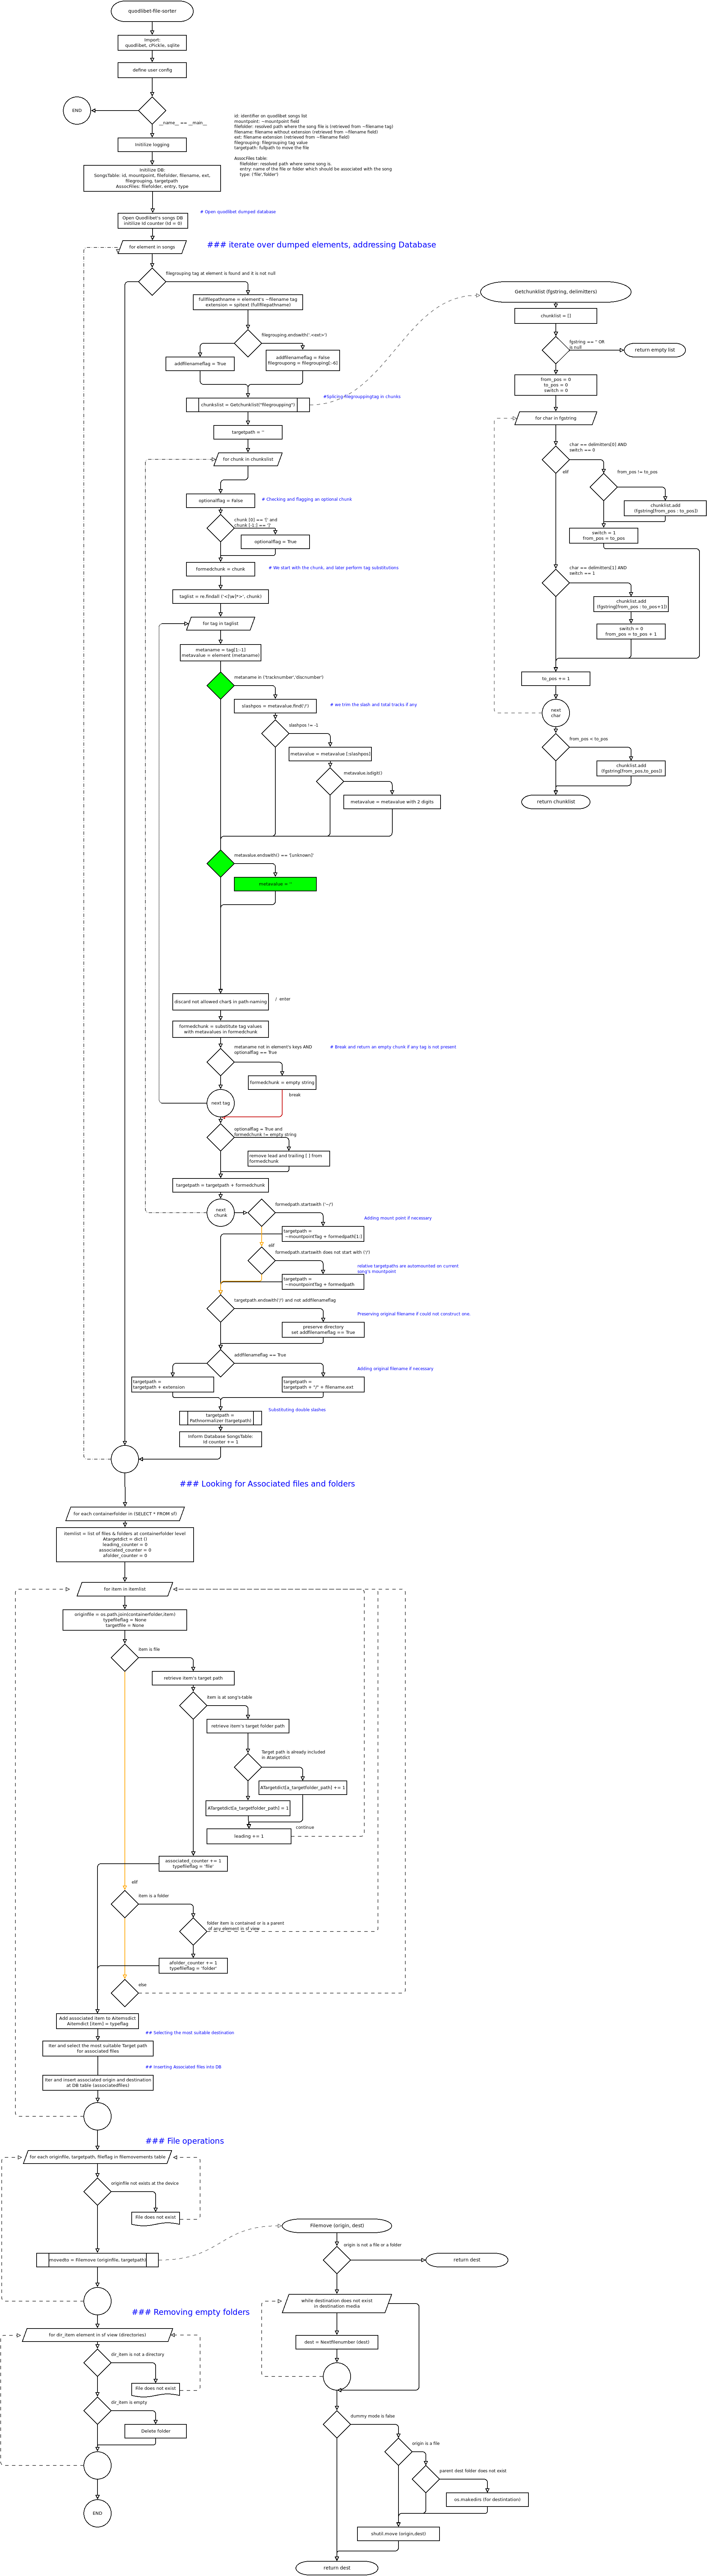 quodlibet-file-sorter
Import:
quodlibet, cPickle, sqlite
define user config
END
__name__ == __main__
Initilize logging
Id: identifier on quodlibet songs list
mountpoint: ~mountpoint field
filefolder: resolved path where the song file is (retrieved from ~filename tag)
filename: filename without extension (retrieved from ~filename field)
ext: filename extension (retrieved from ~filename field)
filegrouping: filegrouping tag value
targetpath: fullpath to move the file
AssocFiles table:
filefolder: resolved path where some song is.
entry: name of the file or folder which should be associated with the song
type: ('file','folder')
Initilize DB:
SongsTable: id, mountpoint, filefolder, filename, ext,
filegrouping, targetpath
AssocFiles: filefolder, entry, type
Open Quodlibet's songs DB
initilize Id counter (Id = 0)
# Open quodlibet dumped database
for element in songs
### iterate over dumped elements, addressing Database
filegrouping tag at element is found and it is not null
fullfilepathname = element's ~filename tag
extension = spitext (fullfilepathname)
filegrouping.endswith('.<ext>')
addfilenameflag = True
addfilenameflag = False
filegroupong = filegrouping[-6]
#Splicing filegrouppingtag in chunks
chunkslist = Getchunklist("filegroupping")
targetpath = ''
for chunk in chunkslist
optionalflag = False
# Checking and flagging an optional chunk
chunk [0] == '[' and
chunk [-1:] == ']'
optionalflag = True
formedchunk = chunk
# We start with the chunk, and later perform tag substitutions
taglist = re.findall ('<[\w]*>', chunk)
for tag in taglist
metaname = tag[1:-1]
metavalue = element (metaname)
metaname in ('tracknumber','discnumber')
slashpos = metavalue.find('/')
# we trim the slash and total tracks if any
slashpos != -1
metavalue = metavalue [:slashpos]
metavalue.isdigit()
metavalue = metavalue with 2 digits
metavalue.endswith() == '[unknown]'
metavalue = ''
discard not allowed char$ in path-naming
/ enter
formedchunk = substitute tag values
with metavalues in formedchunk
metaname not in element's keys AND
optionalflag == True
# Break and return an empty chunk if any tag is not present
formedchunk = empty string
break
next tag
optionalflag = True and
formedchunk != empty string
remove lead and trailing [ ] from
formedchunk
targetpath = targetpath + formedchunk
next
chunk
formedpath.startswith ('~/')
Adding mount point if necessary
targetpath =
~mountpointTag + formedpath[1:]
elif
formedpath.startswith does not start with ('/')
relative targetpaths are automounted on current
song's mountpoint
targetpath =
~mountpointTag + formedpath
targetpath.endswith('/') and not addfilenameflag
Preserving original filename if could not construct one.
preserve directory
set addfilenameflag == True
addfilenameflag == True
Adding original filename if necessary
targetpath =
targetpath + extension
targetpath =
targetpath + "/" + filename.ext
Substituting double slashes
targetpath =
Pathnormalizer (targetpath)
Inform Database SongsTable:
Id counter += 1
Getchunklist (fgstring, delimitters)
chunklist = []
fgstring == '' OR
is null
return empty list
from_pos = 0
to_pos = 0
switch = 0
for char in fgstring
char == delimitters[0] AND
switch == 0
elif
from_pos != to_pos
chunklist.add
(fgstring[from_pos : to_pos])
switch = 1
from_pos = to_pos
char == delimitters[1] AND
switch == 1
chunklist.add
(fgstring[from_pos : to_pos+1])
switch = 0
from_pos = to_pos + 1
to_pos += 1
next
char
from_pos = to_pos
chunklist.add
(fgstring[from_pos,to_pos])
return chunklist
### Looking for Associated files and folders
for each containerfolder in (SELECT * FROM sf)
itemlist = list of files & folders at containerfolder level
Atargetdict = dict ()
leading_counter = 0
associated_counter = 0
afolder_counter = 0
for item in itemlist
originfile = os.path.join(containerfolder,item)
typefileflag = None
targetfile = None
item is file
retrieve item's target path
item is at song's-table
retrieve item's target folder path
Target path is already included
in Atargetdict
ATargetdict[a_targetfolder_path] += 1
ATargetdict[a_targetfolder_path] = 1
continue
leading += 1
associated_counter += 1
typefileflag = 'file'
elif
item is a folder
folder item is contained or is a parent
of any element in sf view
afolder_counter += 1
typefileflag = 'folder'
else
Add associated item to Aitemsdict
Aitemdict [item] = typeflag
## Selecting the most suitable destination
Iter and select the most suitable Target path
for associated files
## Inserting Associated files into DB
Iter and insert associated origin and destination
at DB table (associatedfiles)
### File operations
for each originfile, targetpath, fileflag in Filemovements table
originfile not exists at the device
File does not exist
movedto = Filemove (originfile, targetpath)
### Removing empty folders
for dir_item element in sf view (directories)
dir_item is not a directory
File does not exist
dir_item is empty
Delete folder
END
Filemove (origin, dest)
origin is not a file or a folder
return dest
while destination does not exist
in destination media
dest = Nextfilenumber (dest)
dummy mode is false
origin is a file
parent dest folder does not exist
os.makedirs (for destintation)
shutil.move (origin,dest)
return dest